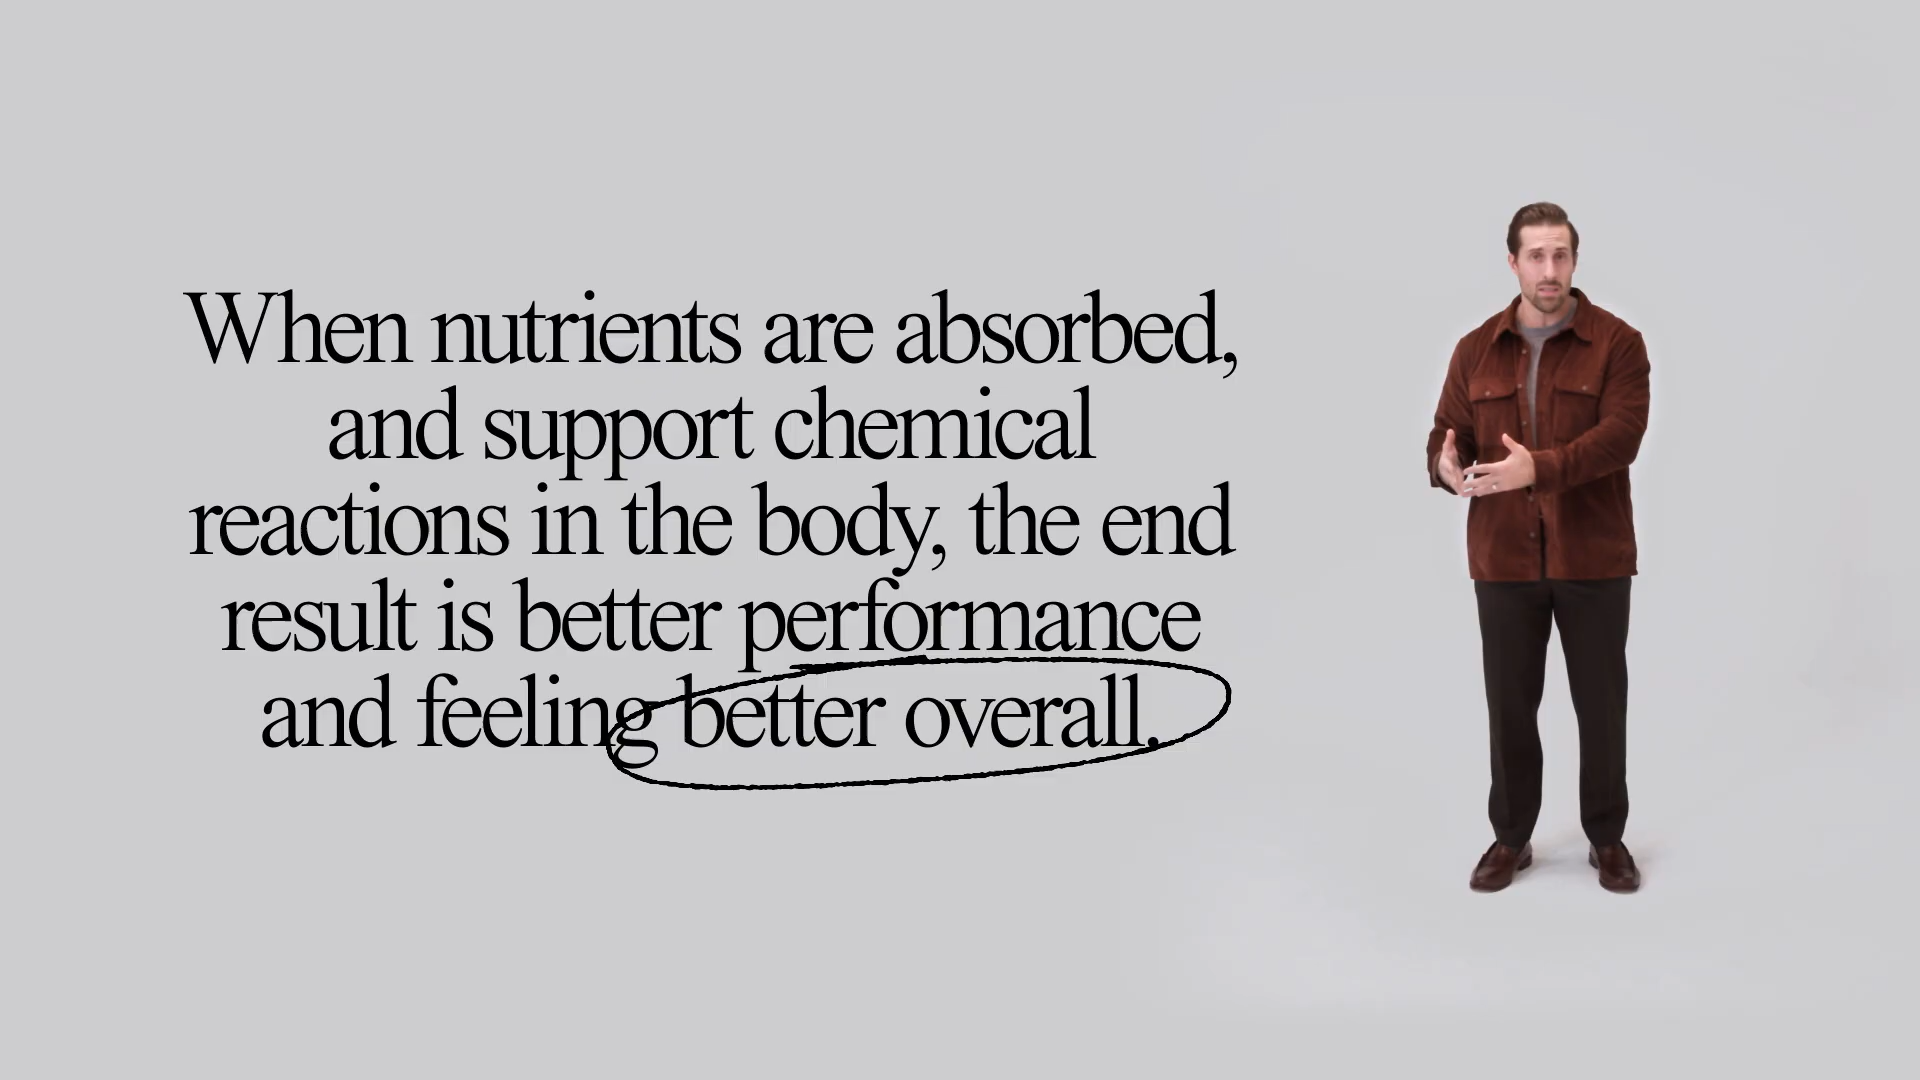 When nutrients are absorbed,
and support chemical
reactions in the body, the end
result is better performance
and feeling better overall.